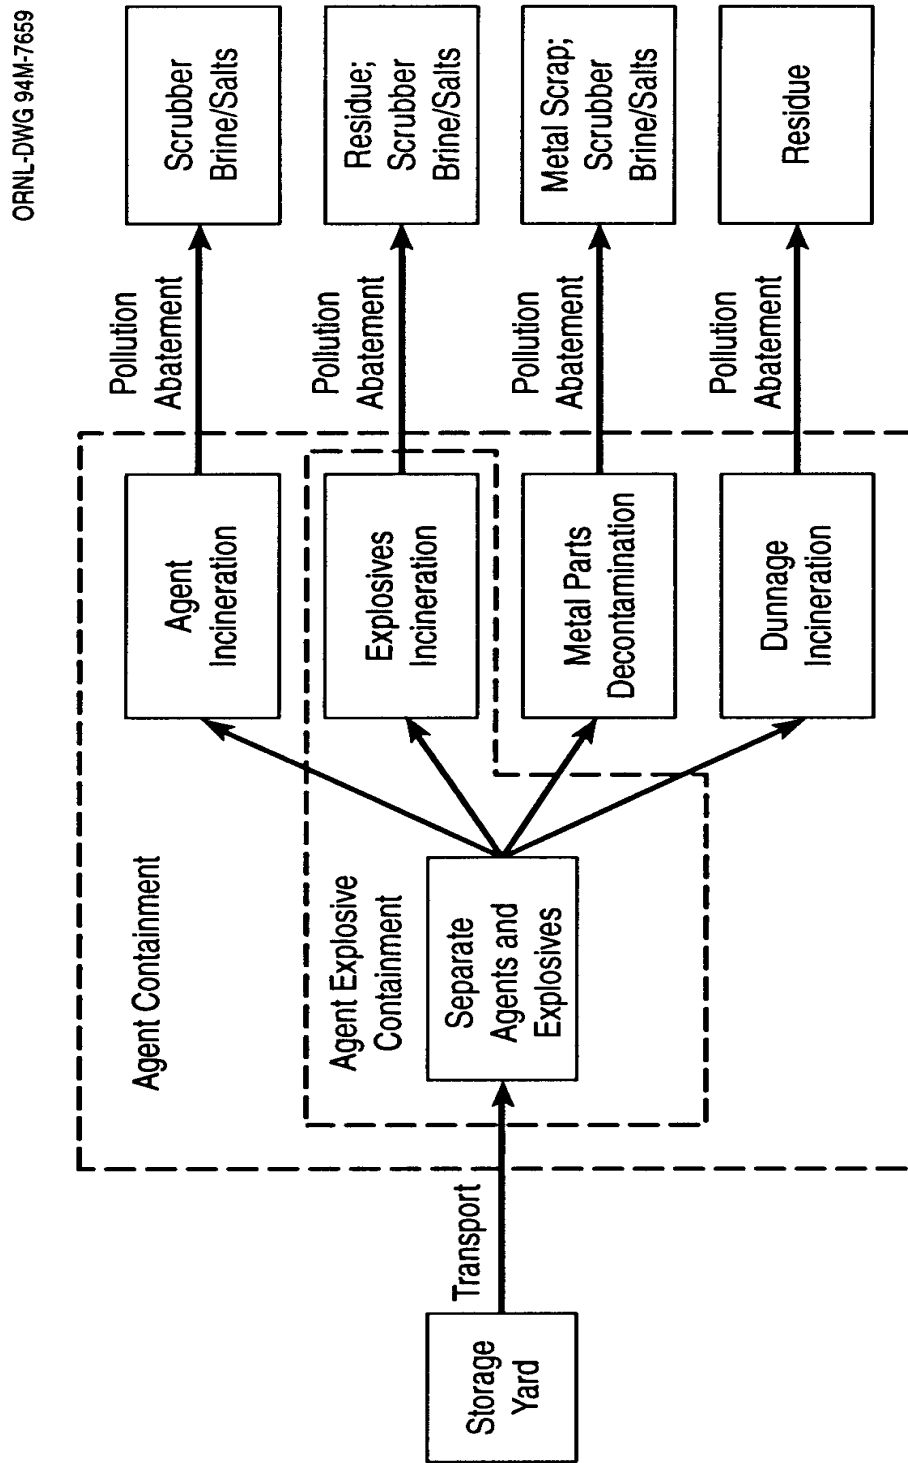 ORNL-DWG 94M-7659
Agent Containment
Agent Explosive
Containment
Storage
Yard
Transport
Separate
Agents and
Explosives
Agent
Incineration
Pollution
Abatement
Scrubber
Brine/Salts
Explosives
Incineration
Pollution
Abatement
Residue;
Scrubber
Brine/Salts
Metal Parts
Decontamination
Pollution
Abatement
Metal Scrap;
Scrubber
Brine/Salts
Dunnage
Incineration
Pollution
Abatement
Residue